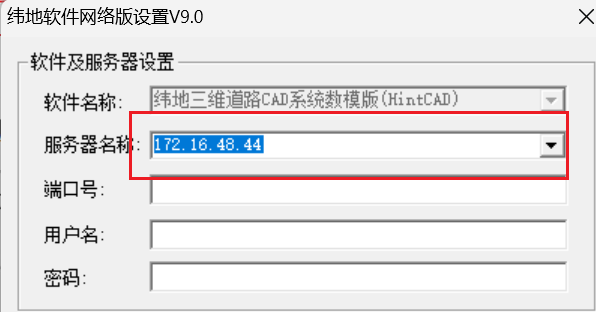 纬地软件网络版设置V9.0
软件及服务器设置
软件名称: 纬地三维道路CAD系统数模版(HintCAD)
服务器名称: 172.16.48.44
端口号:
用户名:
密码: